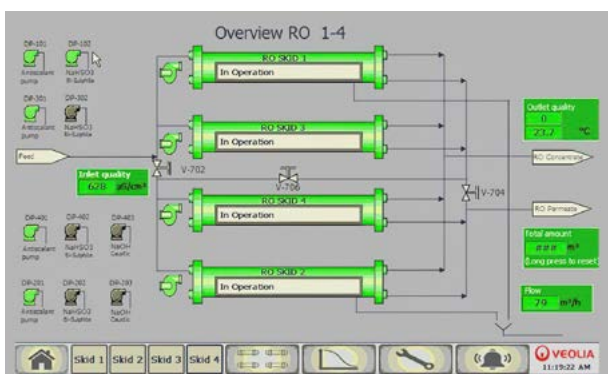 Overview RO 1-4
DP-101
DP-102
Antiscalant
pump
NaHSO3
Bi-Sulphite
DP-301
DP-302
Antiscalant
pump
NaHSO3
Bi-Sulphite
Feed
Inlet quality
628 µS/cm³
DP-401
DP-402
DP-403
Antiscalant
pump
NaHSO3
Bi-Sulphite
NaOH
Caustic
DP-201
DP-202
DP-203
Antiscalant
pump
NaHSO3
Bi-Sulphite
NaOH
Caustic
RO SKID 1
In Operation
RO SKID 3
In Operation
V-702
V-706
V-704
RO SKID 4
In Operation
RO SKID 2
In Operation
Outlet quality
0
23.7 °C
RO Concentrate
RO Permeate
Total amount
### m³
(Long press to reset)
Flow
79 m³/h
Skid 1 Skid 2 Skid 3 Skid 4
VEOLIA
11:19:22 AM